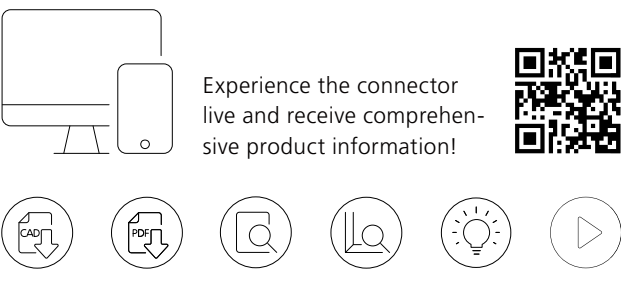 Experience the connector
live and receive comprehen-
sive product information!
CAD
PDF